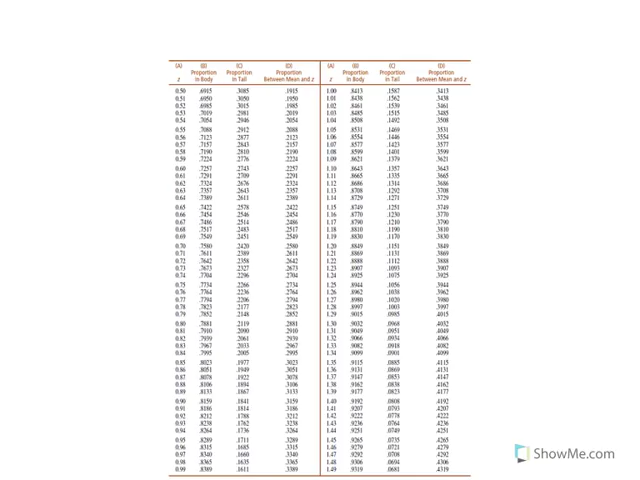 (A) (B) (C) (D) (A) (B) (C) (D)
Proportion Proportion Proportion Proportion Proportion Proportion
z in Body in Tail Between Mean and z z in Body in Tail Between Mean and z
0.50 .6915 .3085 .1915 1.00 .8413 .1587 .3413
0.51 .6950 .3050 .1950 1.01 .8438 .1562 .3438
0.52 .6985 .3015 .1985 1.02 .8461 .1539 .3461
0.53 .7019 .2981 .2019 1.03 .8485 .1515 .3485
0.54 .7054 .2946 .2054 1.04 .8508 .1492 .3508
0.55 .7088 .2912 .2088 1.05 .8531 .1469 .3531
0.56 .7123 .2877 .2123 1.06 .8554 .1446 .3554
0.57 .7157 .2843 .2157 1.07 .8577 .1423 .3577
0.58 .7190 .2810 .2190 1.08 .8599 .1401 .3599
0.59 .7224 .2776 .2224 1.09 .8621 .1379 .3621
0.60 .7257 .2743 .2257 1.10 .8643 .1357 .3643
0.61 .7291 .2709 .2291 1.11 .8665 .1335 .3665
0.62 .7324 .2676 .2324 1.12 .8686 .1314 .3686
0.63 .7357 .2643 .2357 1.13 .8708 .1292 .3708
0.64 .7389 .2611 .2389 1.14 .8729 .1271 .3729
0.65 .7422 .2578 .2422 1.15 .8749 .1251 .3749
0.66 .7454 .2546 .2454 1.16 .8770 .1230 .3770
0.67 .7486 .2514 .2486 1.17 .8790 .1210 .3790
0.68 .7517 .2483 .2517 1.18 .8810 .1190 .3810
0.69 .7549 .2451 .2549 1.19 .8830 .1170 .3830
0.70 .7580 .2420 .2580 1.20 .8849 .1151 .3849
0.71 .7611 .2389 .2611 1.21 .8869 .1131 .3869
0.72 .7642 .2358 .2642 1.22 .8888 .1112 .3888
0.73 .7673 .2327 .2673 1.23 .8907 .1093 .3907
0.74 .7704 .2296 .2704 1.24 .8925 .1075 .3925
0.75 .7734 .2266 .2734 1.25 .8944 .1056 .3944
0.76 .7764 .2236 .2764 1.26 .8962 .1038 .3962
0.77 .7794 .2206 .2794 1.27 .8980 .1020 .3980
0.78 .7823 .2177 .2823 1.28 .8997 .1003 .3997
0.79 .7852 .2148 .2852 1.29 .9015 .0985 .4015
0.80 .7881 .2119 .2881 1.30 .9032 .0968 .4032
0.81 .7910 .2090 .2910 1.31 .9049 .0951 .4049
0.82 .7939 .2061 .2939 1.32 .9066 .0934 .4066
0.83 .7967 .2033 .2967 1.33 .9082 .0918 .4082
0.84 .7995 .2005 .2995 1.34 .9099 .0901 .4099
0.85 .8023 .1977 .3023 1.35 .9115 .0885 .4115
0.86 .8051 .1949 .3051 1.36 .9131 .0869 .4131
0.87 .8078 .1922 .3078 1.37 .9147 .0853 .4147
0.88 .8106 .1894 .3106 1.38 .9162 .0838 .4162
0.89 .8133 .1867 .3133 1.39 .9177 .0823 .4177
0.90 .8159 .1841 .3159 1.40 .9192 .0808 .4192
0.91 .8186 .1814 .3186 1.41 .9207 .0793 .4207
0.92 .8212 .1788 .3212 1.42 .9222 .0778 .4222
0.93 .8238 .1762 .3238 1.43 .9236 .0764 .4236
0.94 .8264 .1736 .3264 1.44 .9251 .0749 .4251
0.95 .8289 .1711 .3289 1.45 .9265 .0735 .4265
0.96 .8315 .1685 .3315 1.46 .9279 .0721 .4279
0.97 .8340 .1660 .3340 1.47 .9292 .0708 .4292
0.98 .8365 .1635 .3365 1.48 .9306 .0694 .4306
0.99 .8389 .1611 .3389 1.49 .9319 .0681 .4319
ShowMe.com